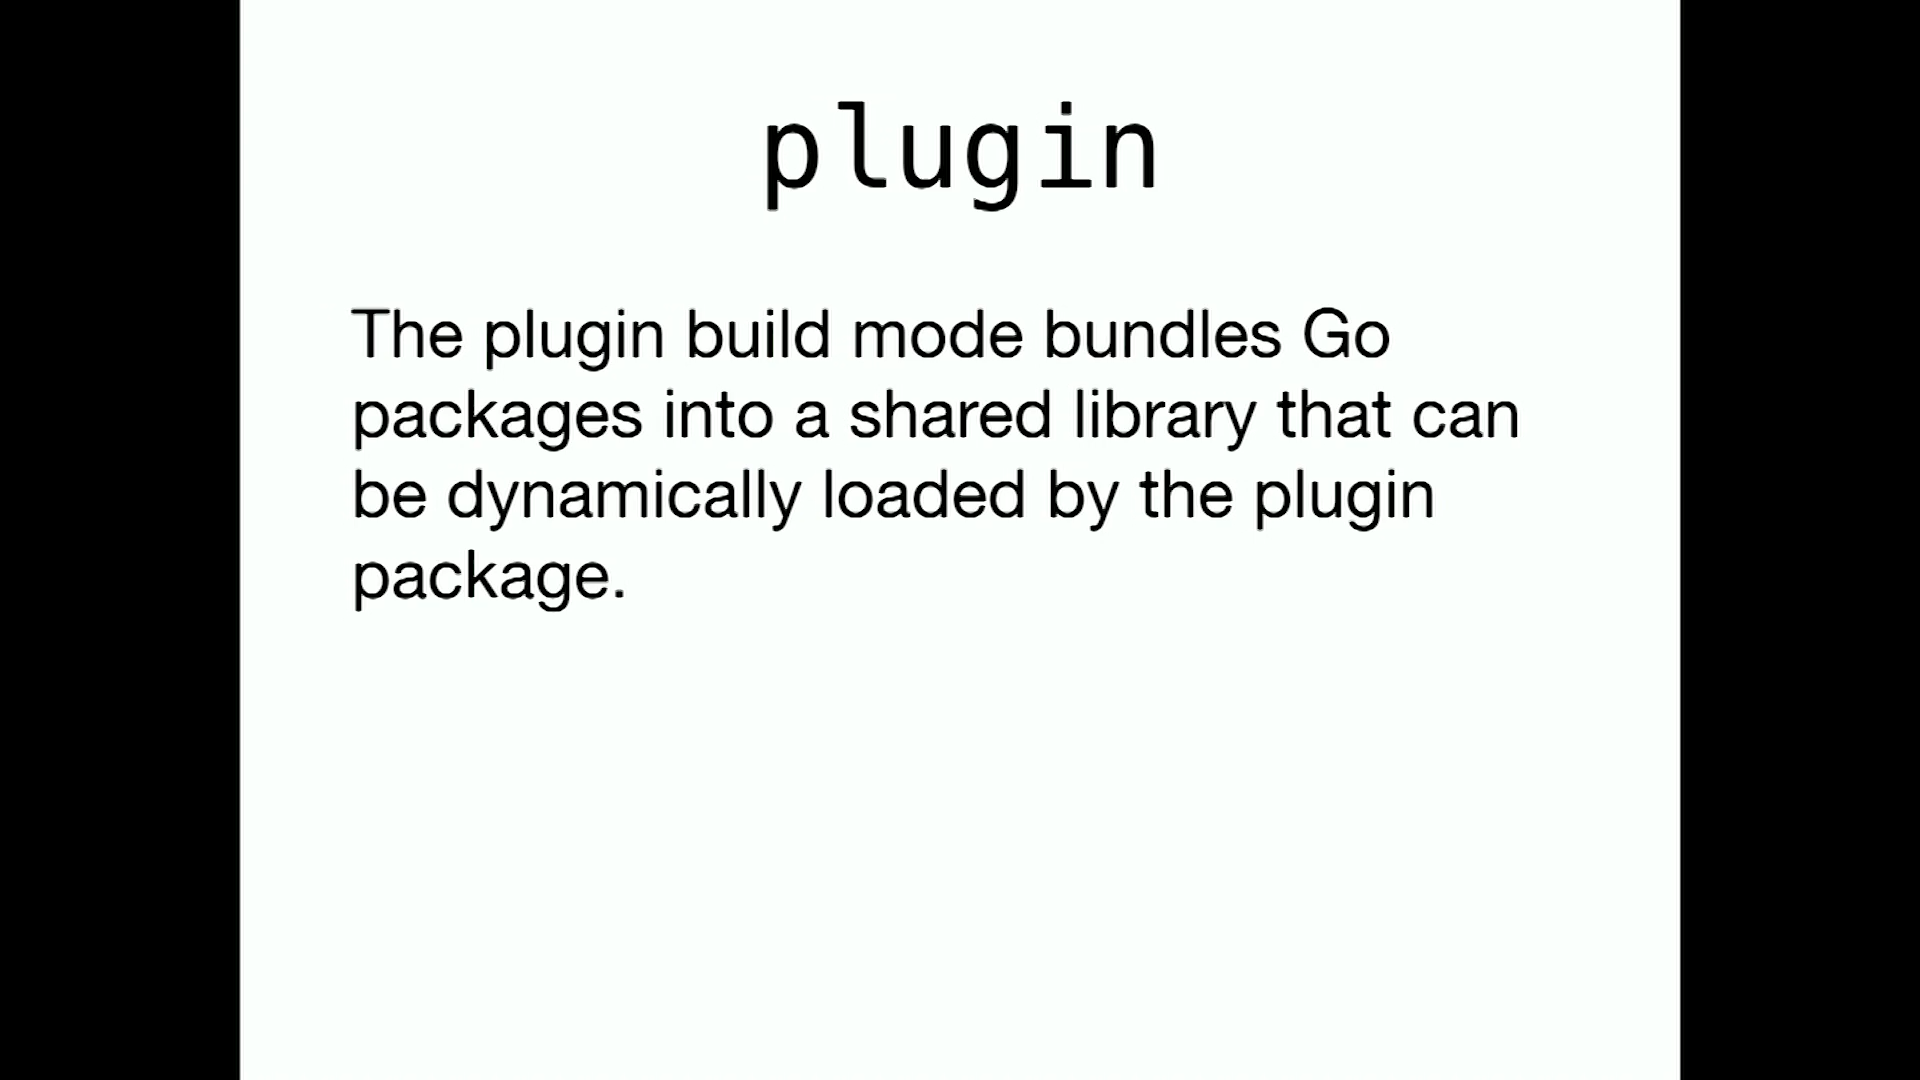 plugin
The plugin build mode bundles Go
packages into a shared library that can
be dynamically loaded by the plugin
package.